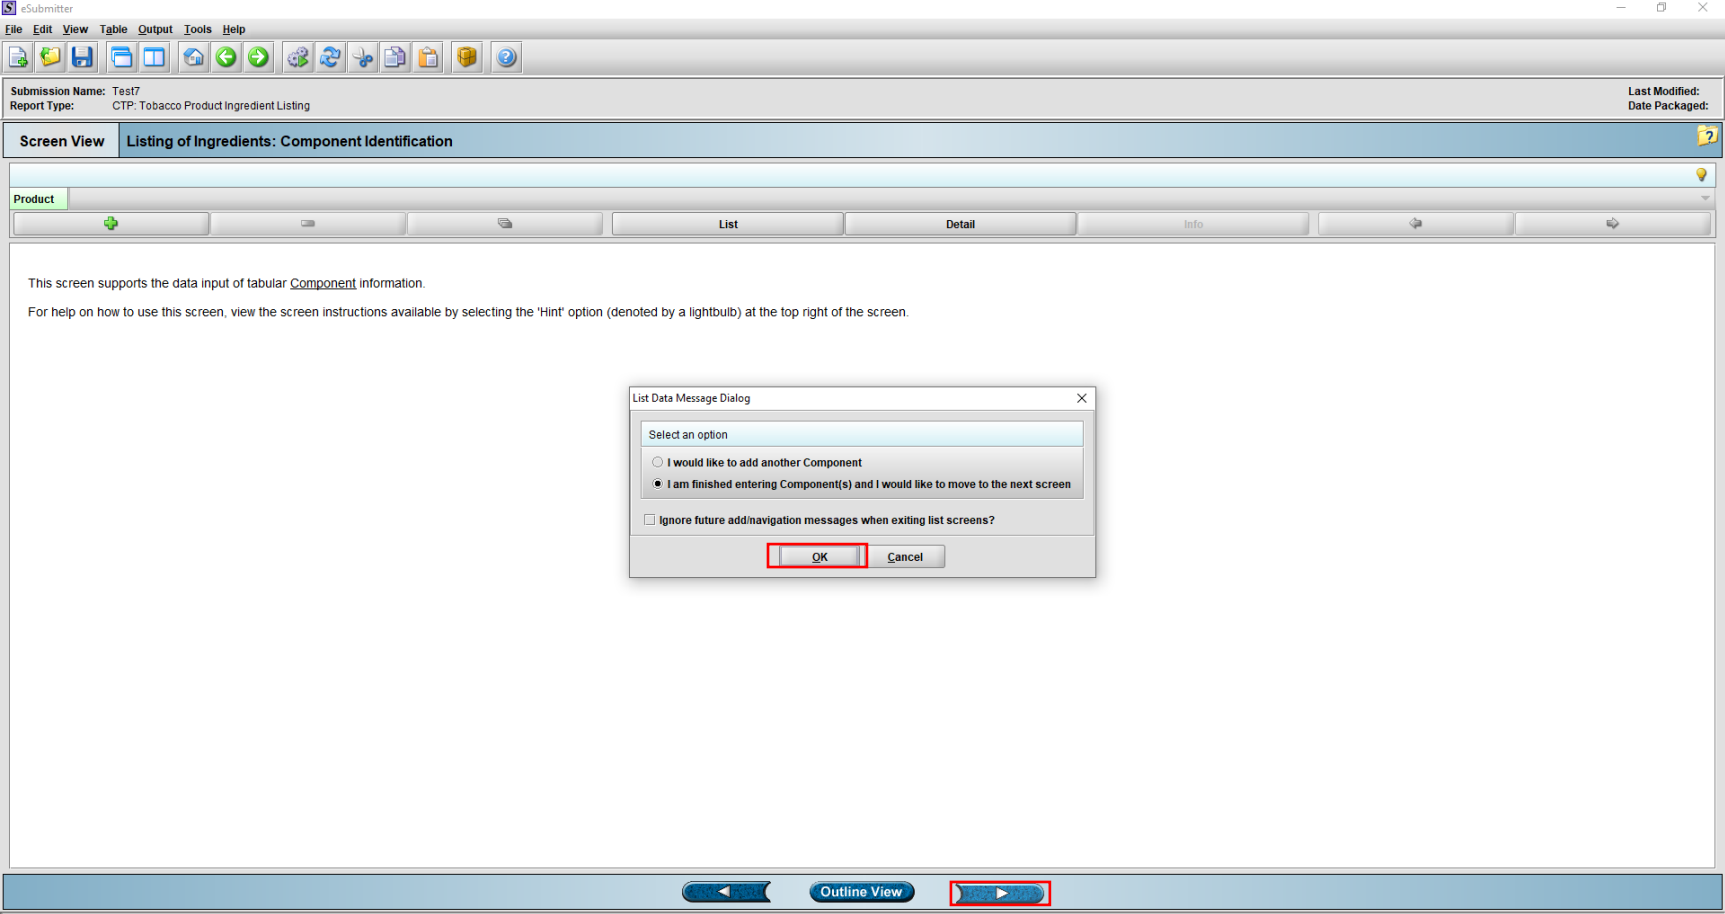 eSubmitter
File Edit View Table Output Tools Help
Submission Name: Test7
Last Modified:
Report Type: CTP: Tobacco Product Ingredient Listing
Date Packaged:
Screen View Listing of Ingredients: Component Identification
Product
List Detail Info
This screen supports the data input of tabular Component information.
For help on how to use this screen, view the screen instructions available by selecting the 'Hint' option (denoted by a lightbulb) at the top right of the screen.
List Data Message Dialog
Select an option
I would like to add another Component
I am finished entering Component(s) and I would like to move to the next screen
Ignore future add/navigation messages when exiting list screens?
OK Cancel
Outline View